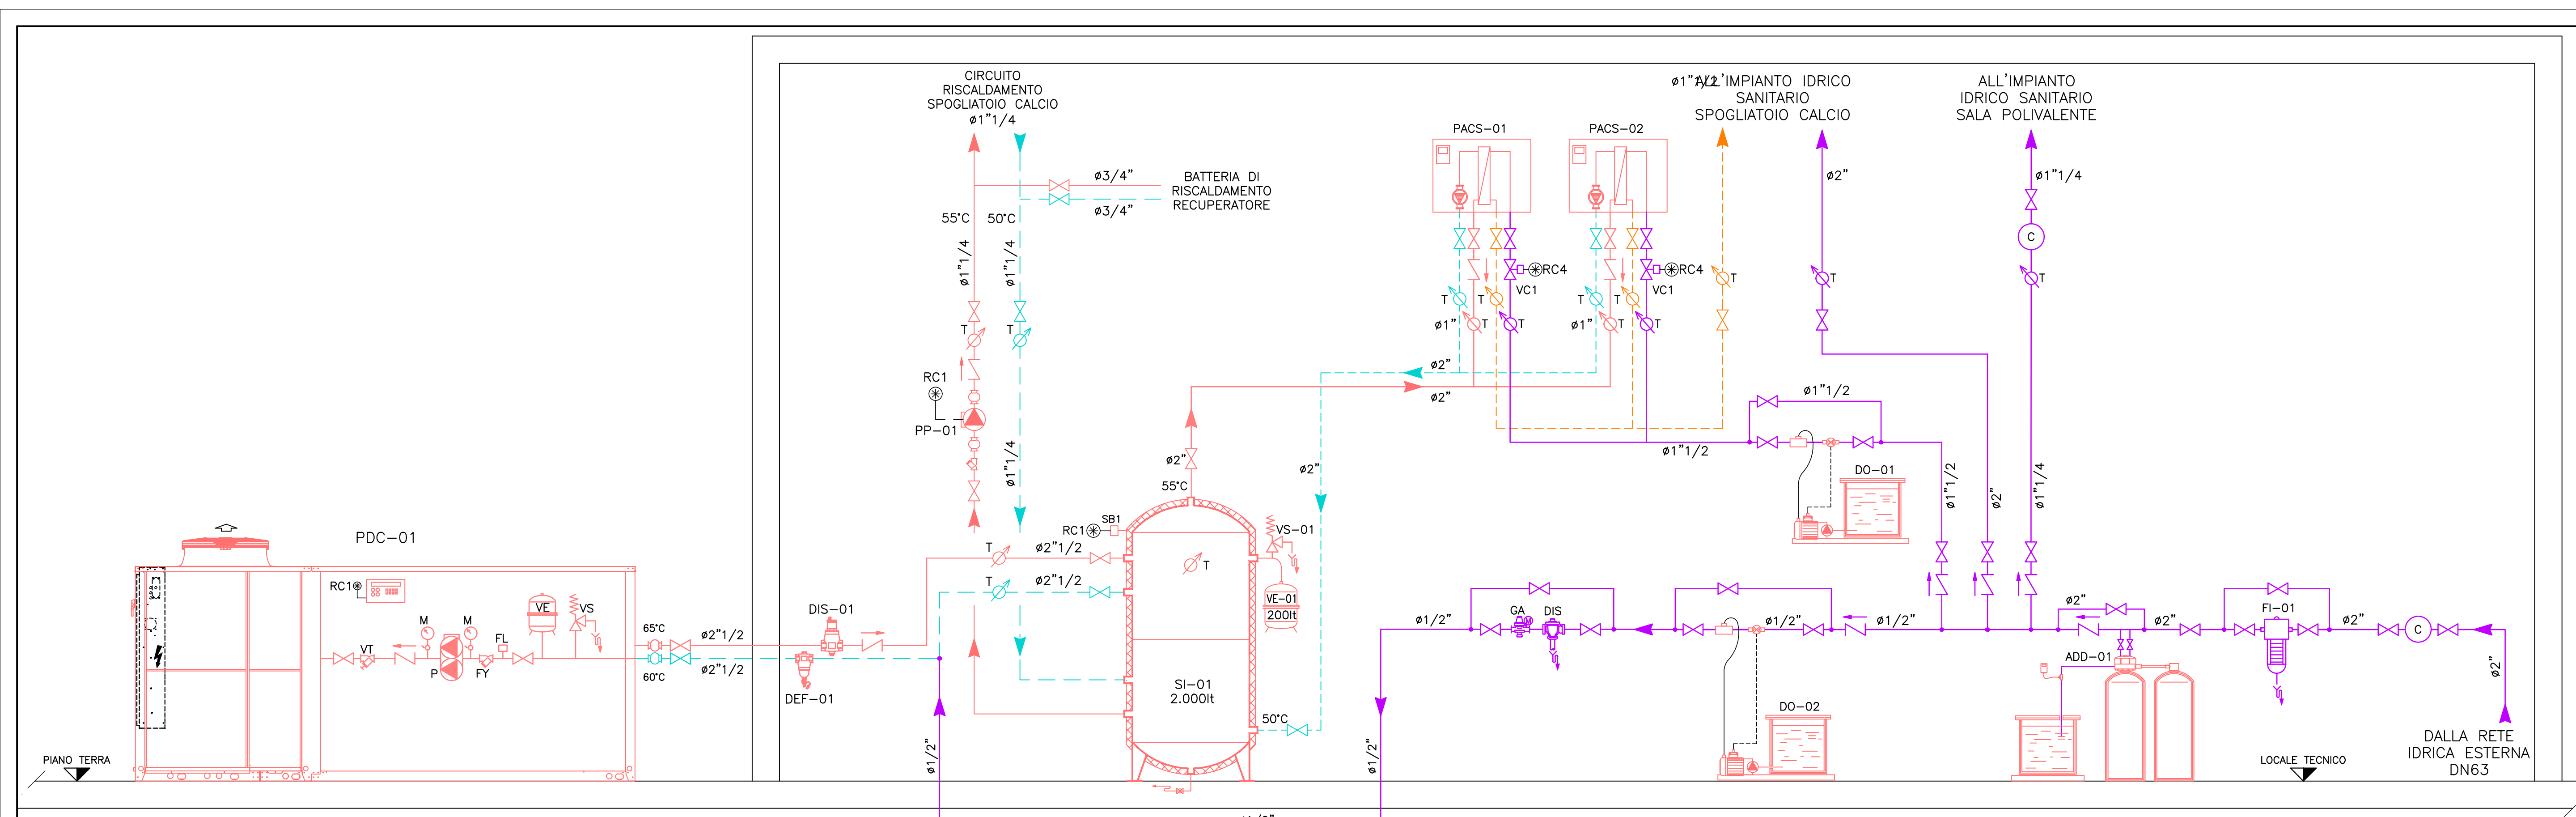 CIRCUITO
RISCALDAMENTO
SPOGLIATOIO CALCIO
ø1"1/4
ø1"1/2
ALL'IMPIANTO IDRICO
SANITARIO
SPOGLIATOIO CALCIO
ALL'IMPIANTO
IDRICO SANITARIO
SALA POLIVALENTE
PACS-01
PACS-02
ø3/4"
ø3/4"
BATTERIA DI
RISCALDAMENTO
RECUPERATORE
ø2"
ø1"1/4
55°C
50°C
ø1"1/4
ø1"1/4
C
RC4
RC4
VC1
VC1
T
T
T
T
T
T
T
ø1"
T
T
ø1"
T
T
T
T
RC1
PP-01
ø2"
ø2"
ø1"1/2
ø1"1/2
ø1"1/4
ø2"
ø2"
55°C
DO-01
ø1"1/2
ø2"
ø1"1/4
PDC-01
RC1
SB1
VS-01
T
ø2"1/2
T
T
ø2"1/2
VE-01
200lt
RC1
VE
VS
M
M
FL
VT
P
FY
65°C
60°C
ø2"1/2
ø2"1/2
DIS-01
DEF-01
SI-01
2.000lt
50°C
ø1/2"
ø1/2"
ø1/2"
GA
M
DIS
ø1/2"
ø1/2"
DO-02
ø2"
ø2"
ADD-01
FI-01
ø2"
C
ø2"
DALLA RETE
IDRICA ESTERNA
DN63
PIANO TERRA
LOCALE TECNICO